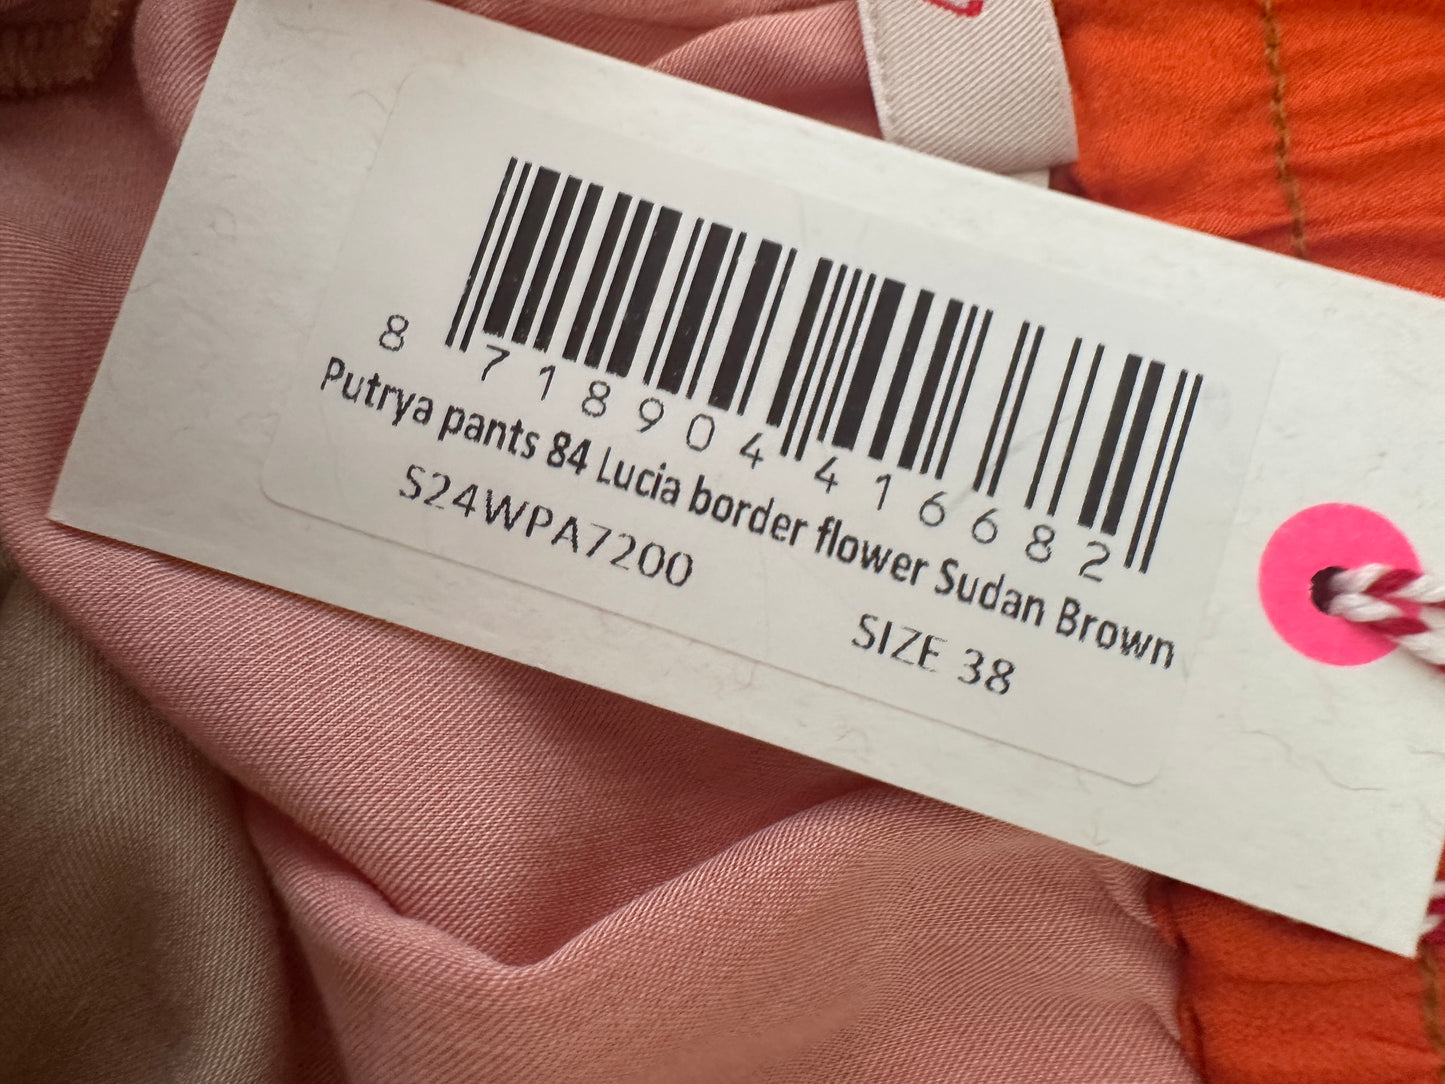 8 718904 416682
Putrya pants 84 Lucia border flower Sudan Brown
S24WPA7200
SIZE 38